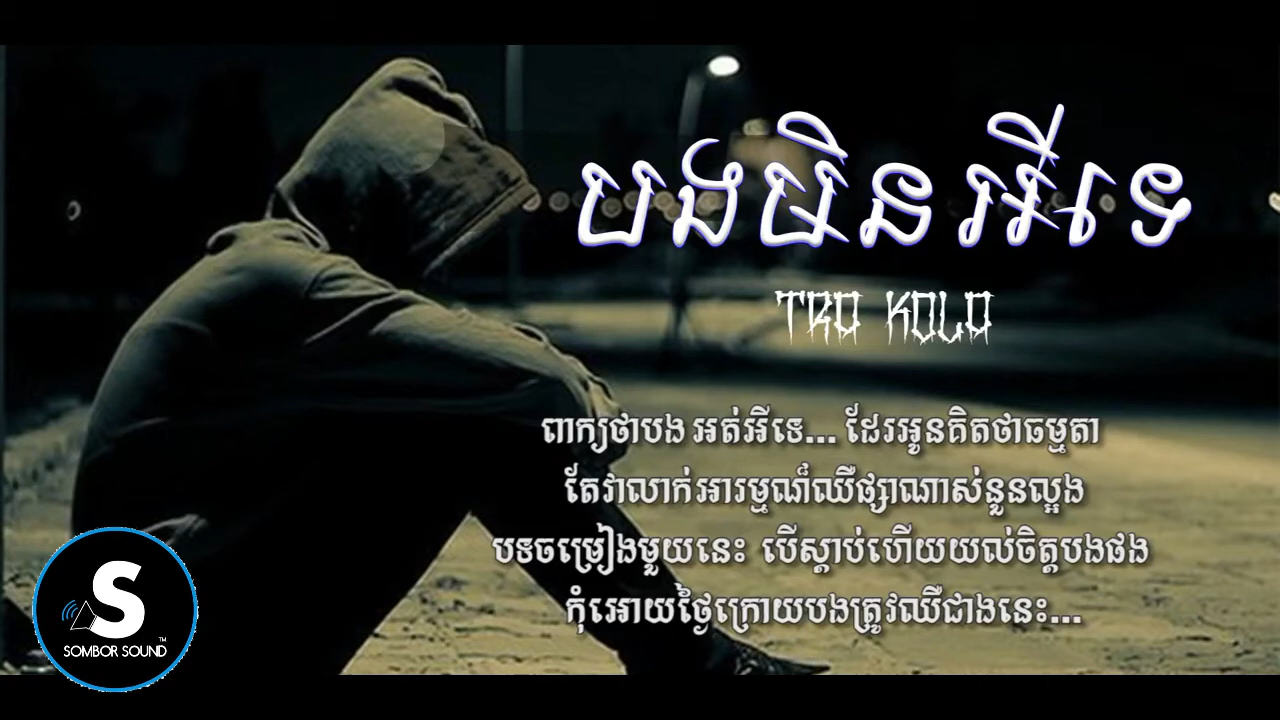 បងមិនអីទេ
TRO KOLO
ពាក្យថាបង អត់អីទេ... ដែរអូនគិតថាធម្មតា
តែវាលាក់អារម្មណ៍ឈឺផ្សាណាស់នួនល្អង
បទចម្រៀងមួយនេះ បើស្ដាប់ហើយយល់ចិត្តបងផង
កុំអោយថ្ងៃក្រោយបងត្រូវឈឺជាងនេះ...
S
SOMBOR SOUND TM